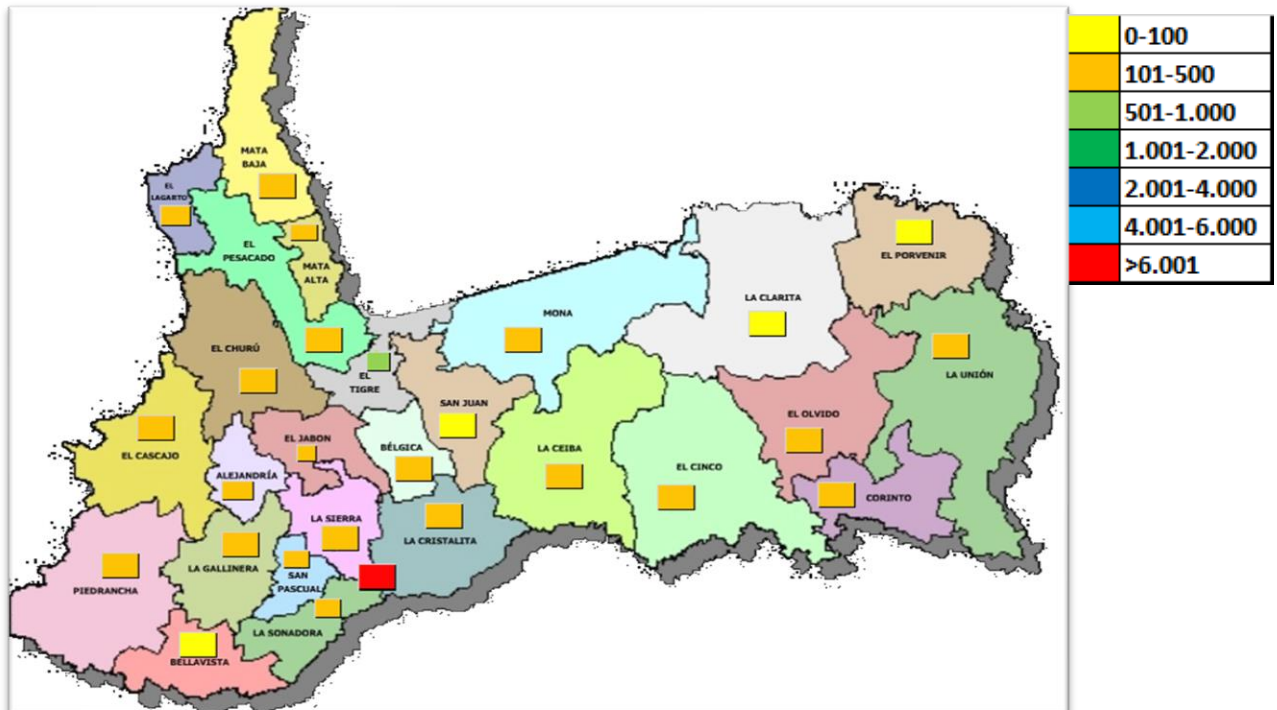 0-100
101-500
501-1.000
1.001-2.000
2.001-4.000
4.001-6.000
>6.001
MATA
BAJA
EL
LAGARTO
EL
PESACADO
MATA
ALTA
EL PORVENIR
LA CLARITA
MONA
EL CHURÚ
EL
TIGRE
LA UNIÓN
SAN JUAN
EL OLVIDO
EL JABON
BÉLGICA
LA CEIBA
EL CASCAJO
EL CINCO
ALEJANDRÍA
CORINTO
LA SIERRA
LA CRISTALITA
LA GALLINERA
SAN
PASCUAL
PIEDRANCHA
LA SONADORA
BELLAVISTA